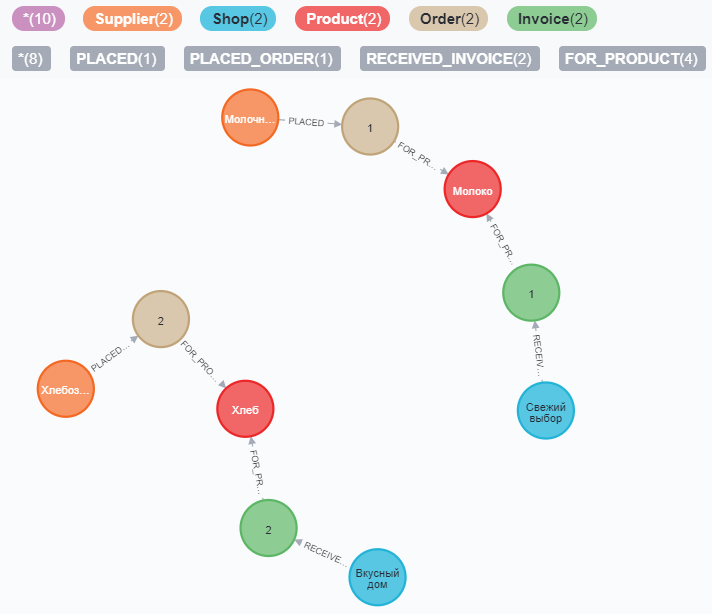 *(10) Supplier(2) Shop(2) Product(2) Order(2) Invoice(2)
*(8) PLACED(1) PLACED_ORDER(1) RECEIVED_INVOICE(2) FOR_PRODUCT(4)
Молочн...
PLACED
1
FOR_PR...
Молоко
FOR_PR...
1
RECEIV...
Свежий
выбор
2
PLACED...
FOR_PRO...
Хлебоз...
Хлеб
FOR_PR...
2
RECEIVE...
Вкусный
дом